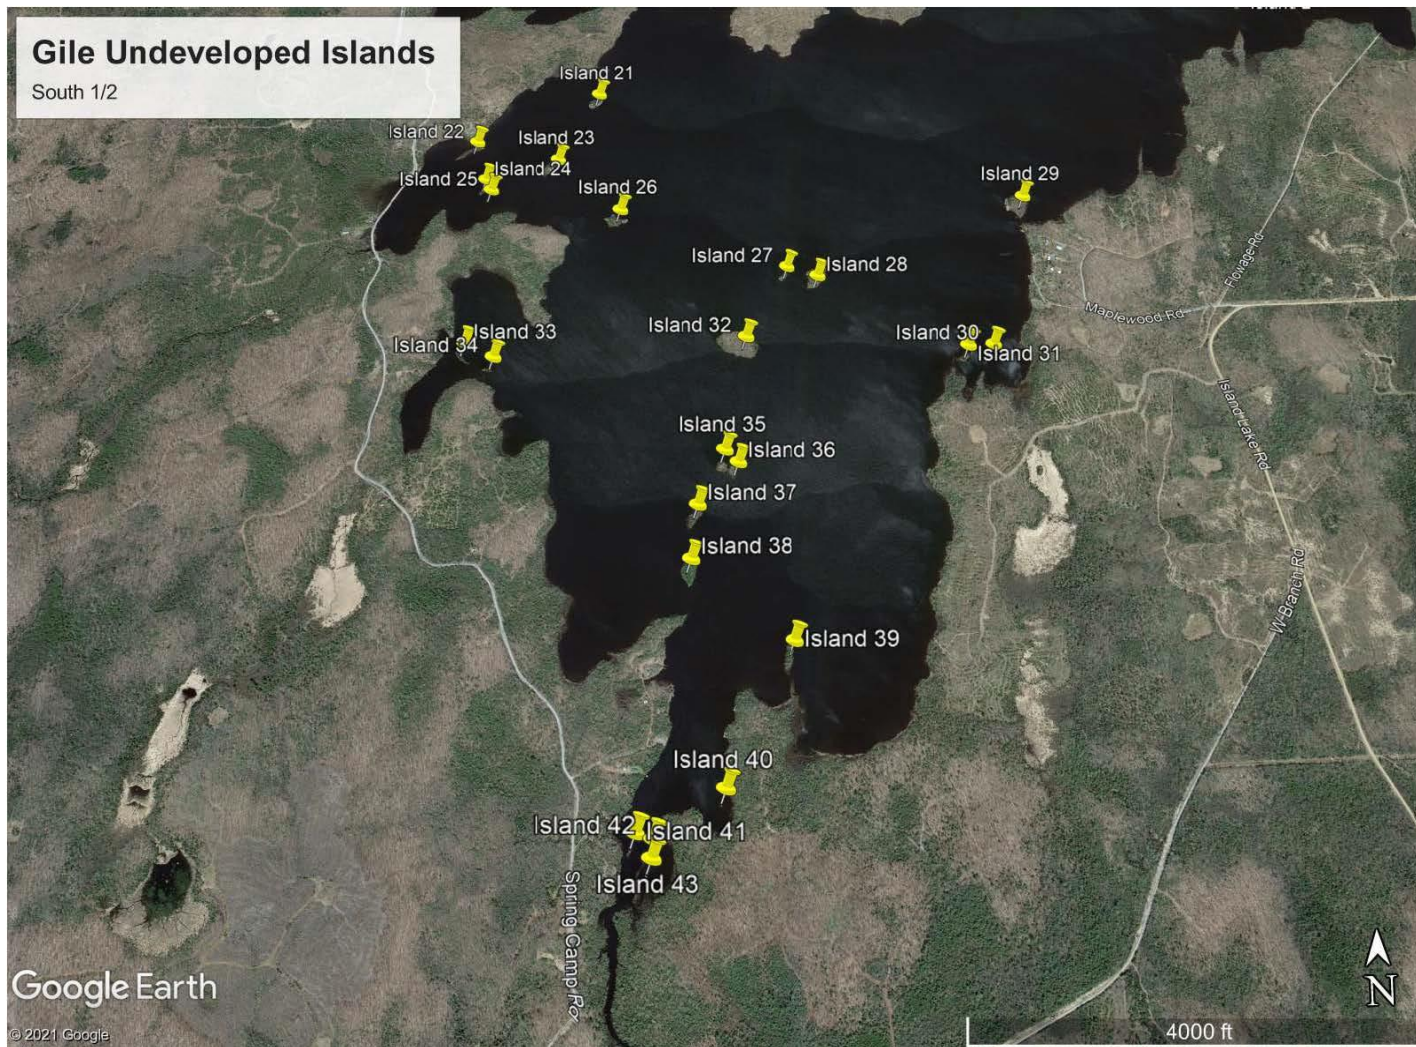 Gile Undeveloped Islands
South 1/2
Island 21
Island 22
Island 23
Island 24
Island 25
Island 26
Island 29
Island 27
Island 28
Flowage Rd
Maplewood Rd
Island 32
Island 30
Island 31
Island 33
Island 34
Island Lake Rd
Island 35
Island 36
Island 37
Island 38
W Branch Rd
Island 39
Island 40
Island 42
Island 41
Island 43
Spring Camp Rd
N
Google Earth
© 2021 Google
4000 ft